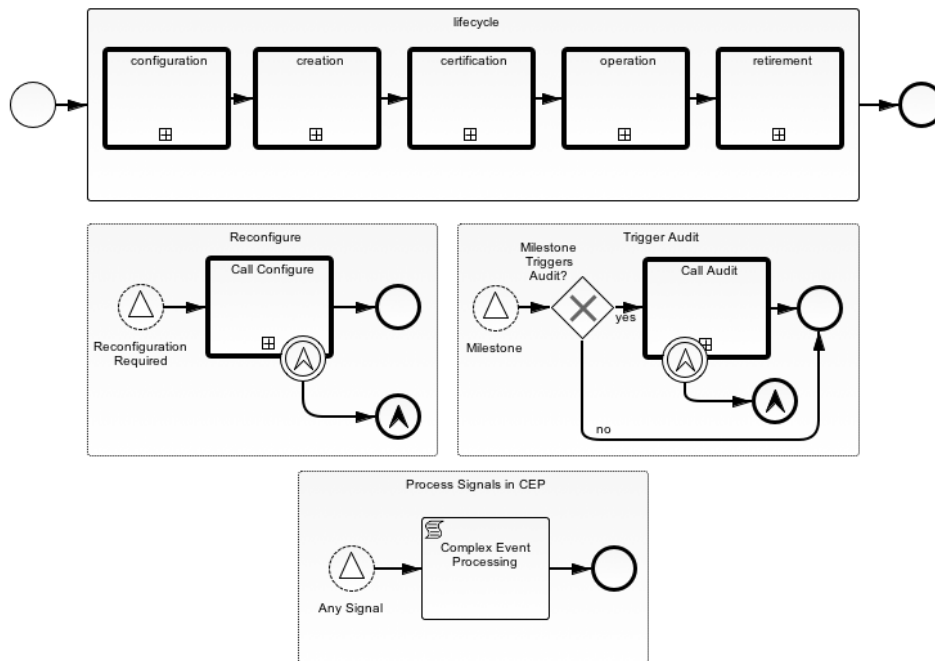 lifecycle
configuration
creation
certification
operation
retirement
Reconfigure
Call Configure
Reconfiguration
Required
Trigger Audit
Milestone
Triggers
Audit?
Call Audit
yes
Milestone
no
Process Signals in CEP
Complex Event
Processing
Any Signal